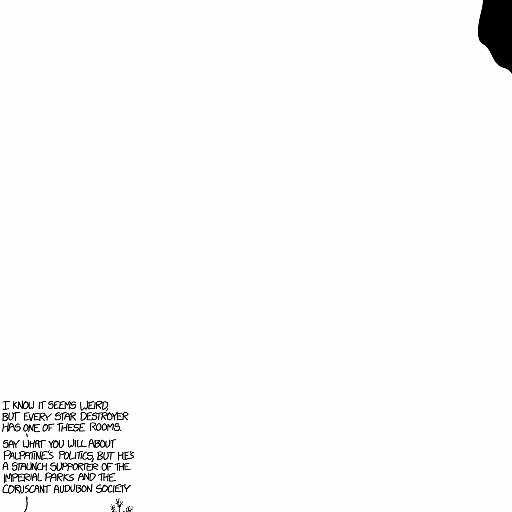 I KNOW IT SEEMS WEIRD,
BUT EVERY STAR DESTROYER
HAS ONE OF THESE ROOMS.
SAY WHAT YOU WILL ABOUT
PALPATINE'S POLITICS, BUT HE'S
A STAUNCH SUPPORTER OF THE
IMPERIAL PARKS AND THE
CORUSCANT AUDUBON SOCIETY